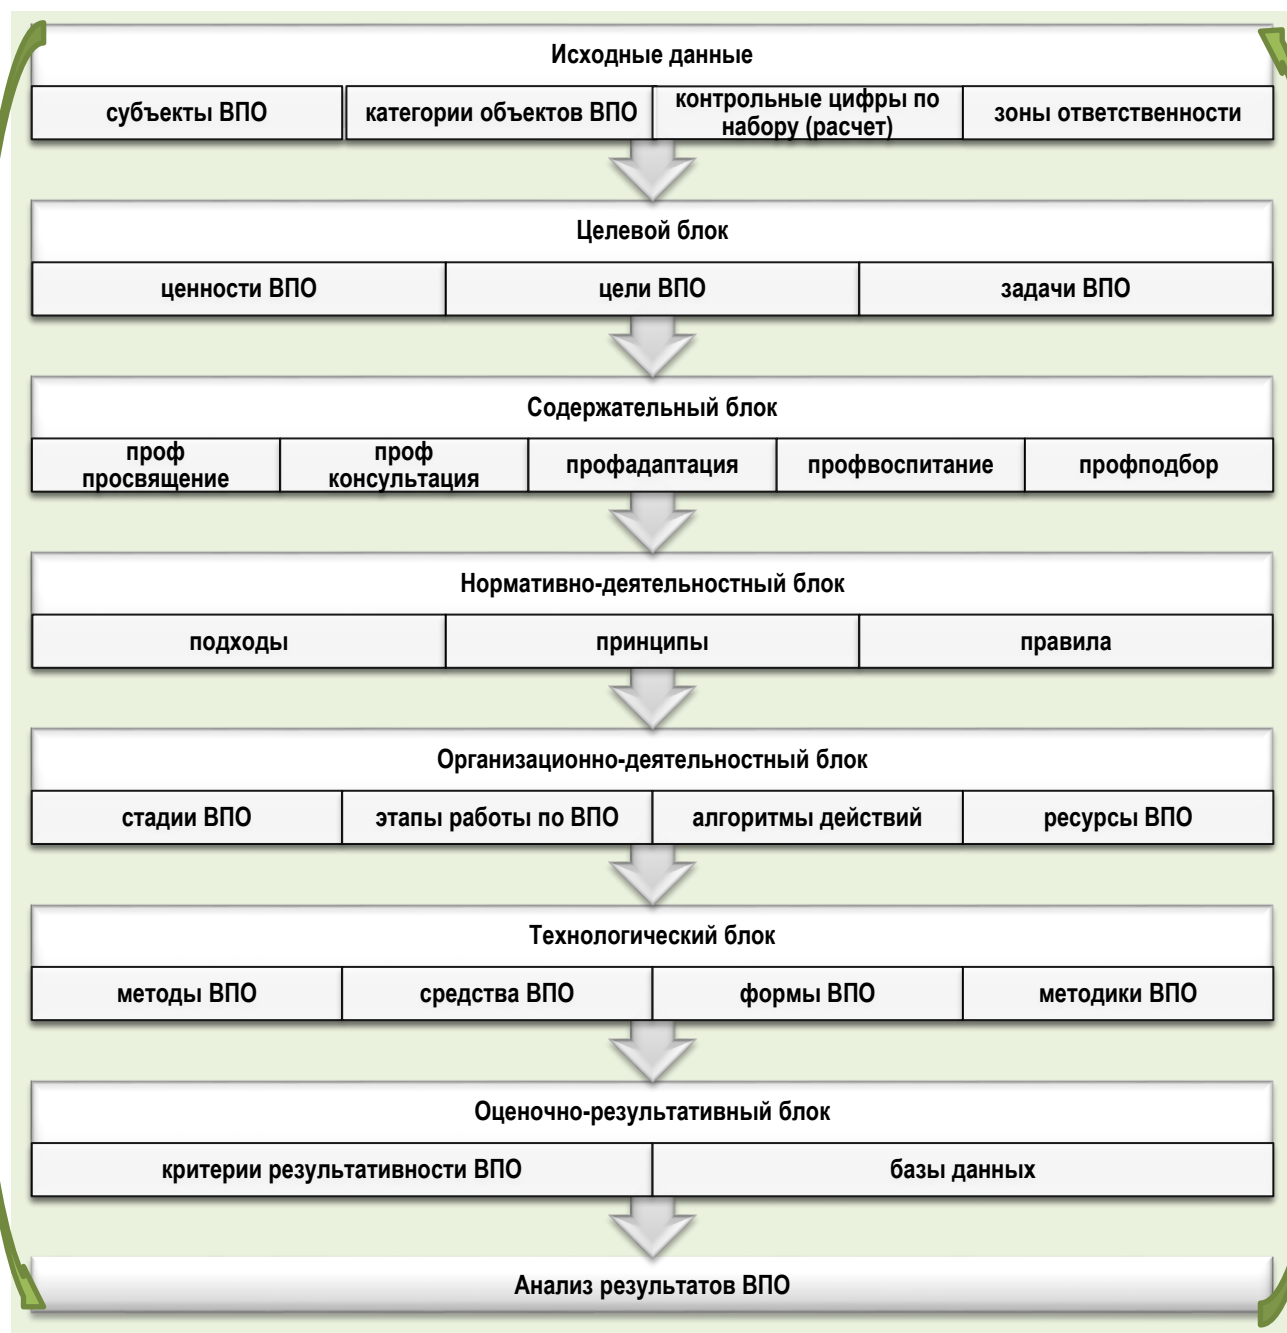 Исходные данные
субъекты ВПО
категории объектов ВПО
контрольные цифры по
набору (расчет)
зоны ответственности
Целевой блок
ценности ВПО
цели ВПО
задачи ВПО
Содержательный блок
проф
просвящение
проф
консультация
профадаптация
профвоспитание
профподбор
Нормативно-деятельностный блок
подходы
принципы
правила
Организационно-деятельностный блок
стадии ВПО
этапы работы по ВПО
алгоритмы действий
ресурсы ВПО
Технологический блок
методы ВПО
средства ВПО
формы ВПО
методики ВПО
Оценочно-результативный блок
критерии результативности ВПО
базы данных
Анализ результатов ВПО